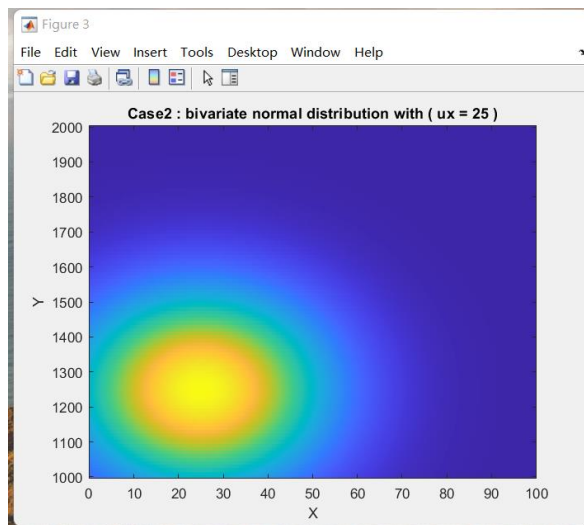 Figure 3
File Edit View Insert Tools Desktop Window Help
Case2 : bivariate normal distribution with ( ux = 25 )
2000
1900
1800
1700
1600
1500
1400
1300
1200
1100
1000
Y
0 10 20 30 40 50 60 70 80 90 100
X